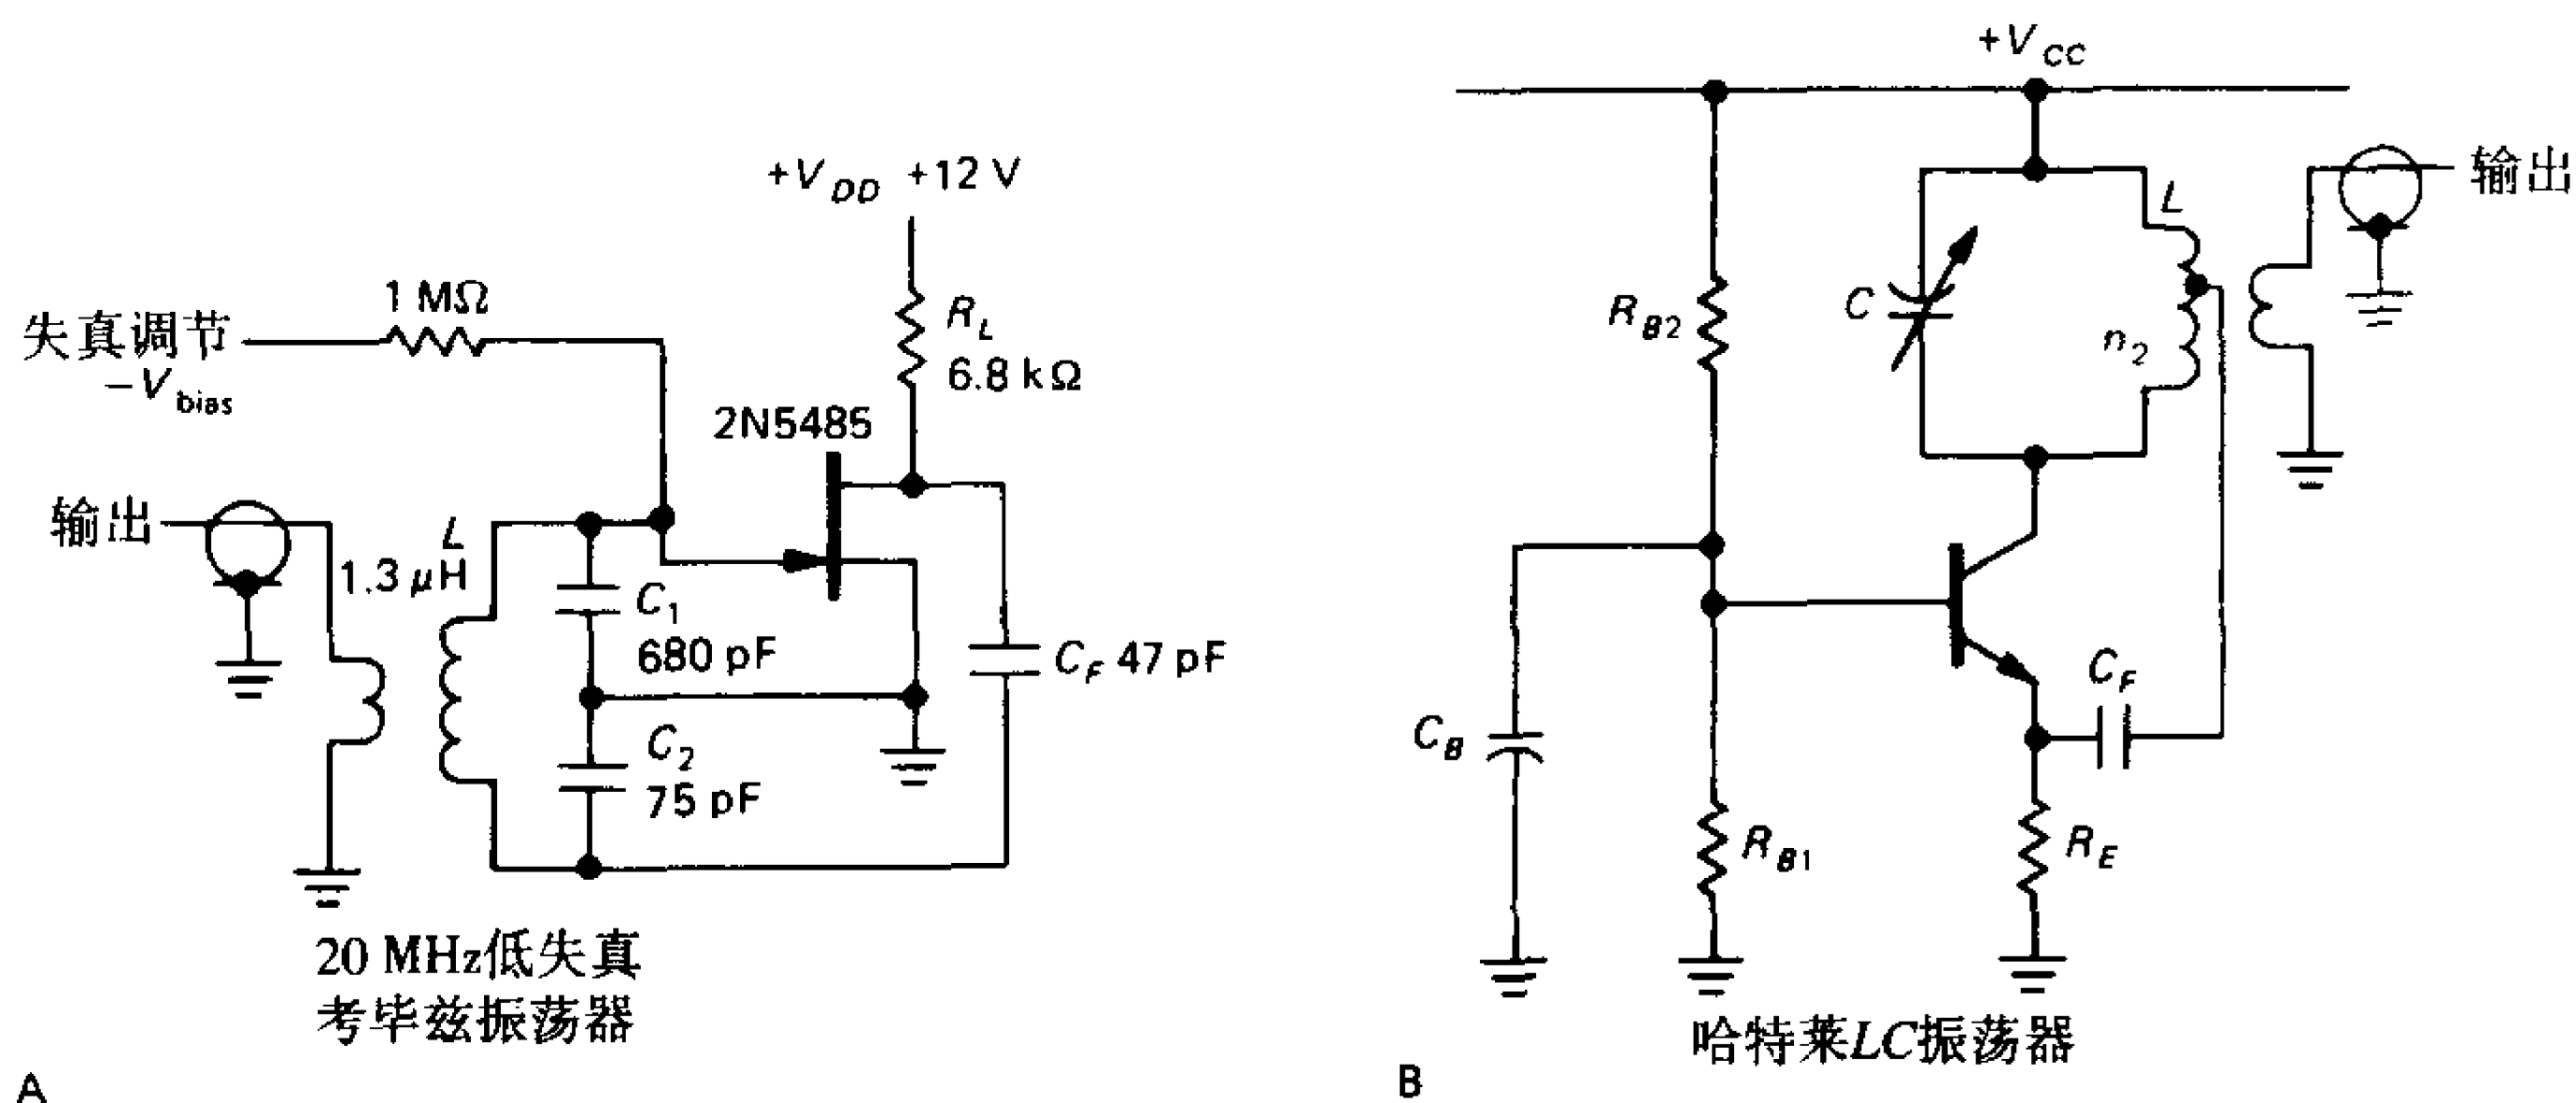 +V_DD +12 V
R_L
6.8 kΩ
1 MΩ
失真调节
−V_bias
2N5485
输出
L
1.3 μH
C_1
680 pF
C_2
75 pF
C_F 47 pF
20 MHz低失真
考毕兹振荡器
A
+V_CC
输出
L
R_B2
C
n_2
C_B
C_F
R_B1
R_E
哈特莱LC振荡器
B